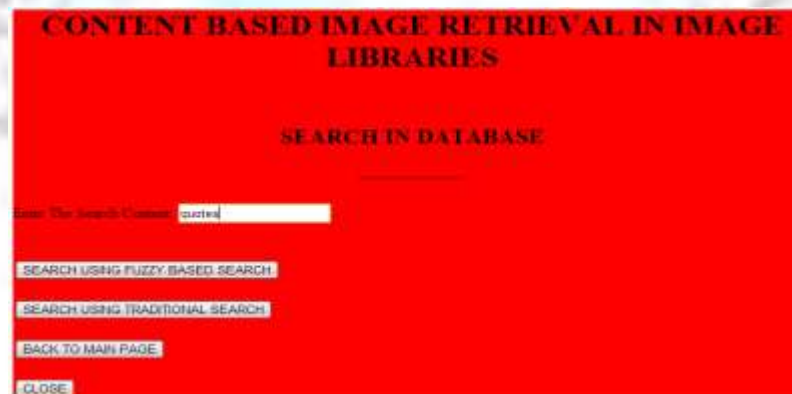 CONTENT BASED IMAGE RETRIEVAL IN IMAGE
LIBRARIES
SEARCH IN DATABASE
Enter The Search Content quotes
SEARCH USING FUZZY BASED SEARCH
SEARCH USING TRADITIONAL SEARCH
BACK TO MAIN PAGE
CLOSE